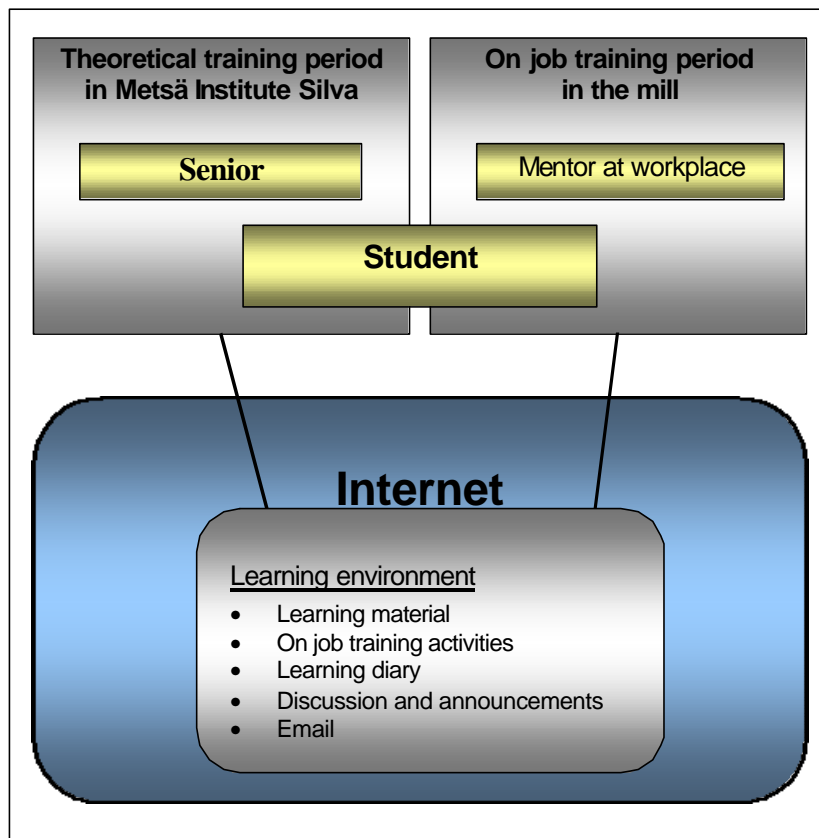 Theoretical training period
in Metsä Institute Silva
Senior
On job training period
in the mill
Mentor at workplace
Student
Internet
Learning environment
• Learning material
• On job training activities
• Learning diary
• Discussion and announcements
• Email